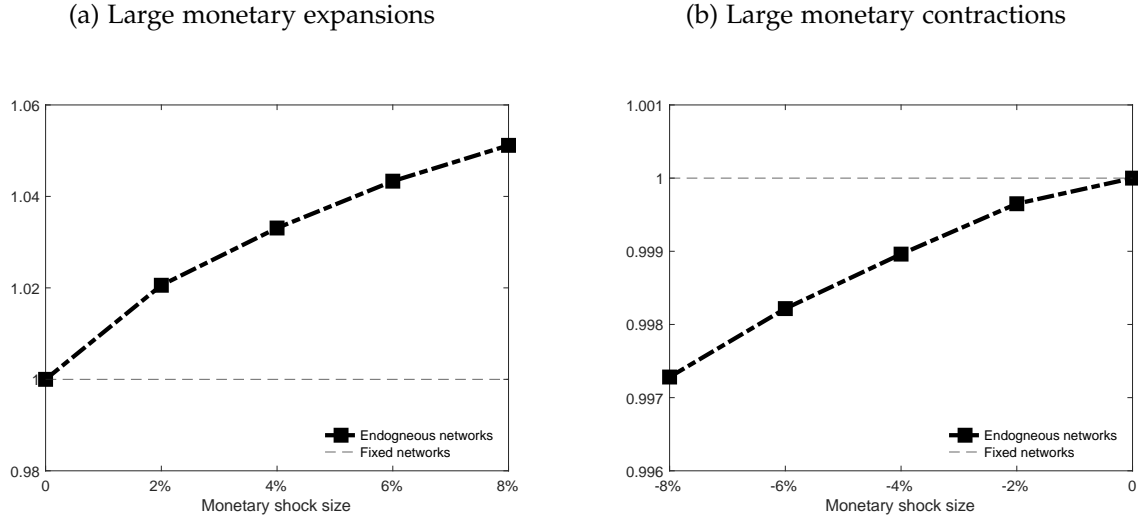 (a) Large monetary expansions
1.06
1.04
1.02
1
0.98
0
2%
4%
6%
8%
Monetary shock size
Endogneous networks
Fixed networks
(b) Large monetary contractions
1.001
1
0.999
0.998
0.997
0.996
-8%
-6%
-4%
-2%
0
Monetary shock size
Endogneous networks
Fixed networks